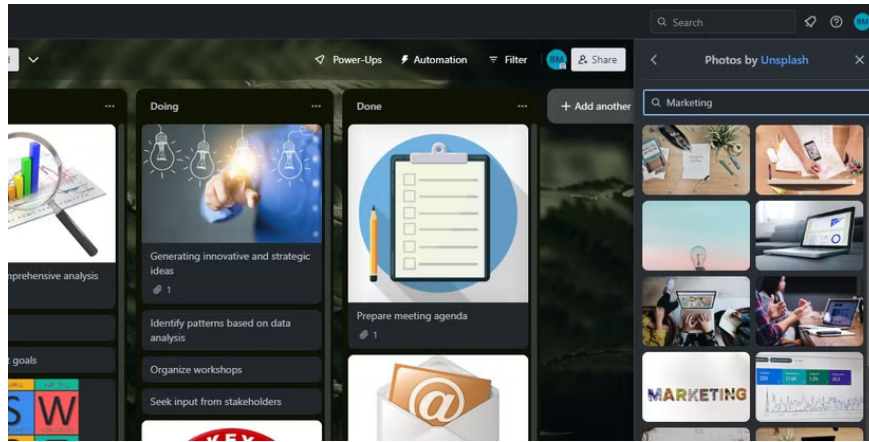 Search
BM
Power-Ups
Automation
Filter
BM
Share
Photos by Unsplash
Marketing
Doing
Done
+ Add another
analysis
goals
S W
Generating innovative and strategic
ideas
1
Identify patterns based on data
analysis
Organize workshops
Seek input from stakeholders
KEY
Prepare meeting agenda
1
@
MARKETING